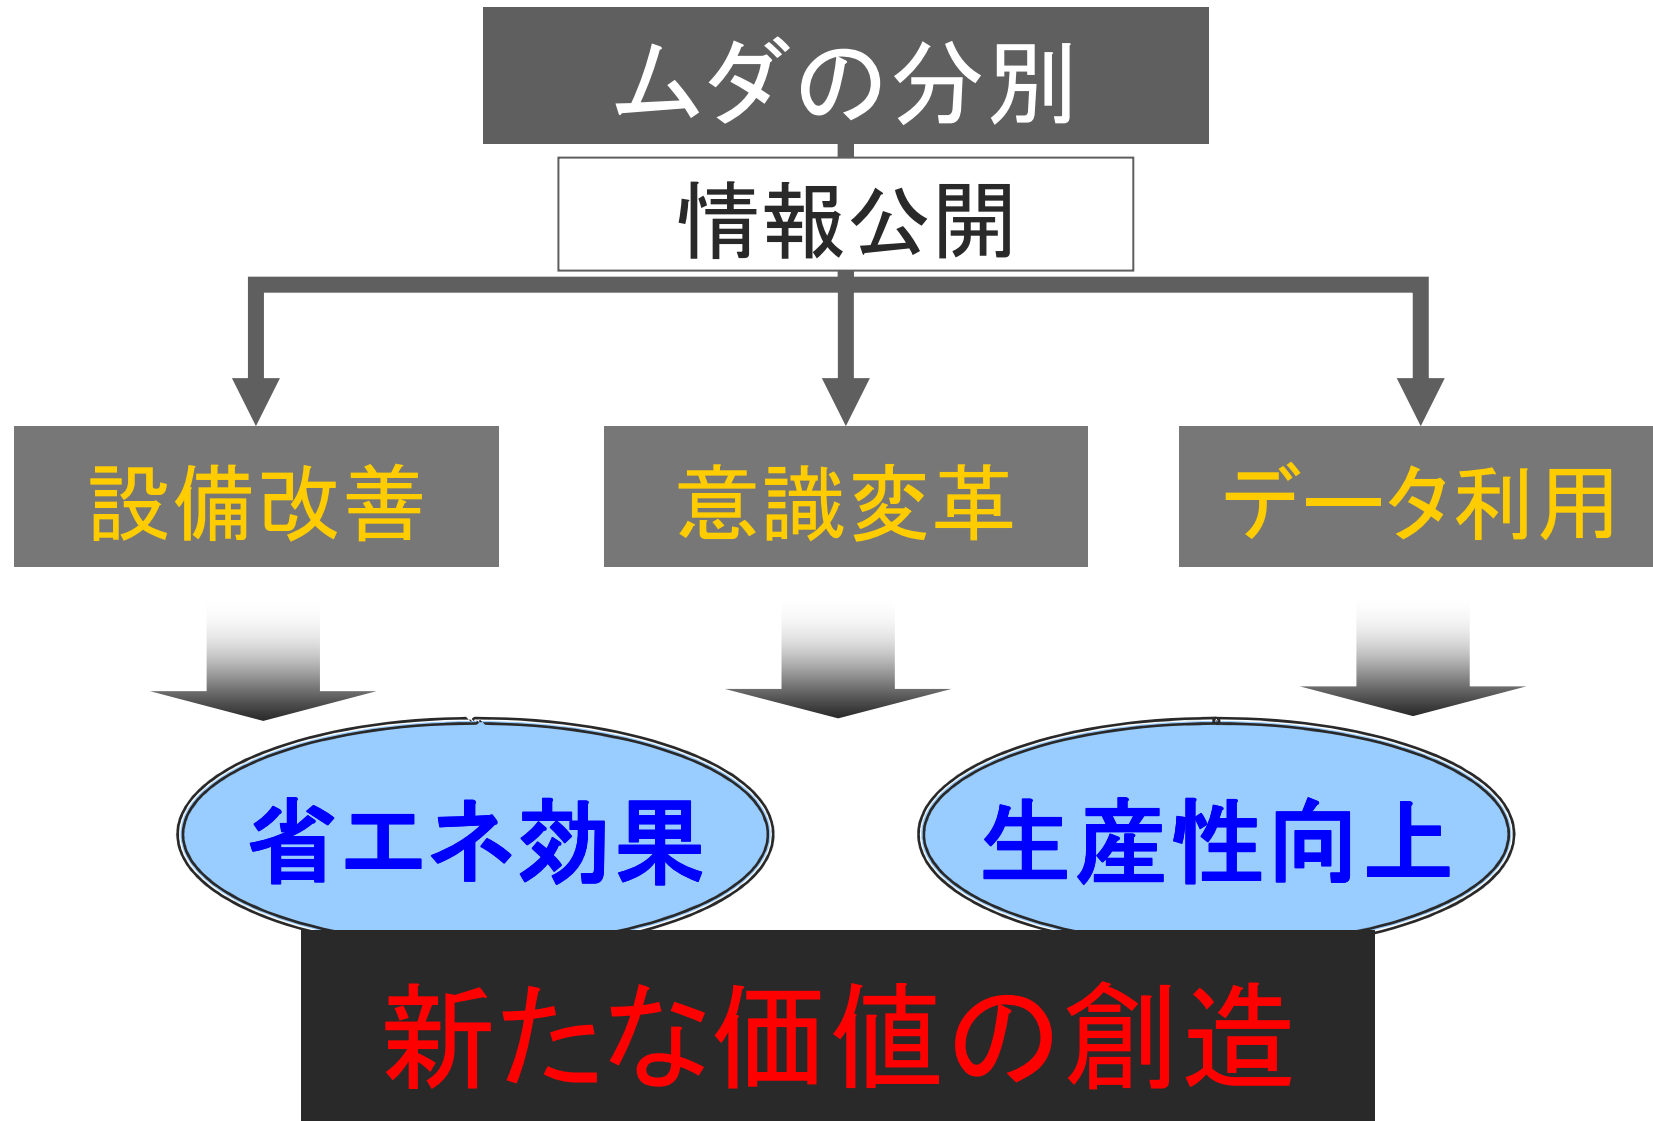 ムダの分別
情報公開
設備改善
意識変革
データ利用
省エネ効果
生産性向上
新たな価値の創造